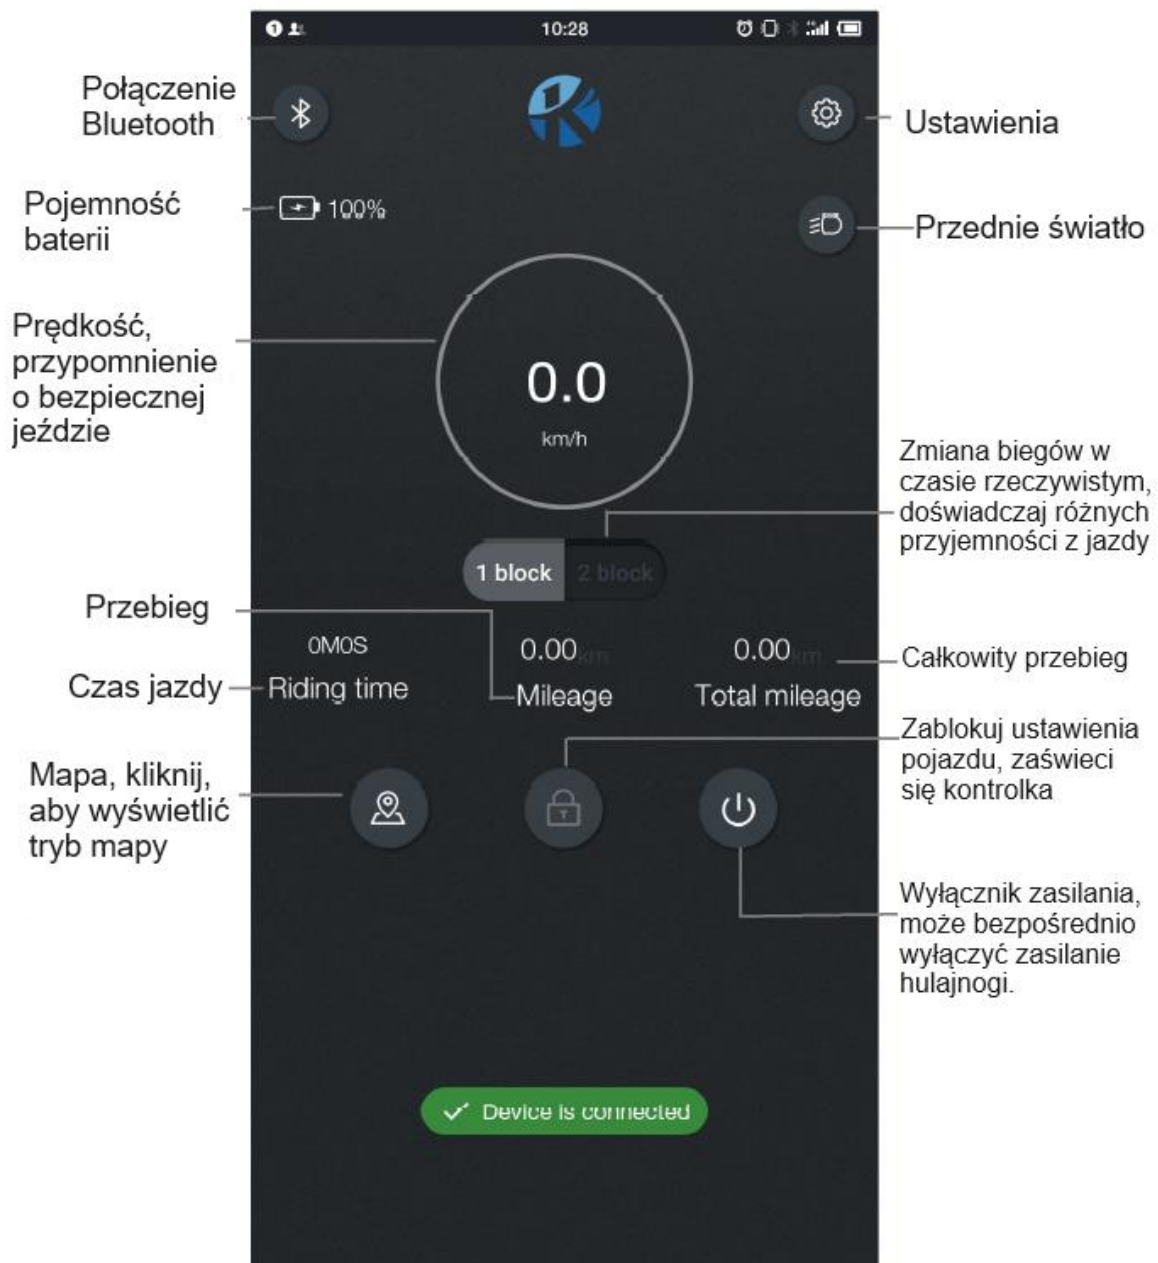 10:28
Połączenie
Bluetooth
Ustawienia
Pojemność
baterii
100%
Przednie światło
Prędkość,
przypomnienie
o bezpiecznej
jeździe
0.0
km/h
Zmiana biegów w
czasie rzeczywistym,
doświadczaj różnych
przyjemności z jazdy
1 block
2 block
Przebieg
0M0S
0.00km
0.00km
Całkowity przebieg
Czas jazdy
Riding time
Mileage
Total mileage
Zablokuj ustawienia
pojazdu, zaświeci
się kontrolka
Mapa, kliknij,
aby wyświetlić
tryb mapy
Wyłącznik zasilania,
może bezpośrednio
wyłączyć zasilanie
hulajnogi.
Device is connected